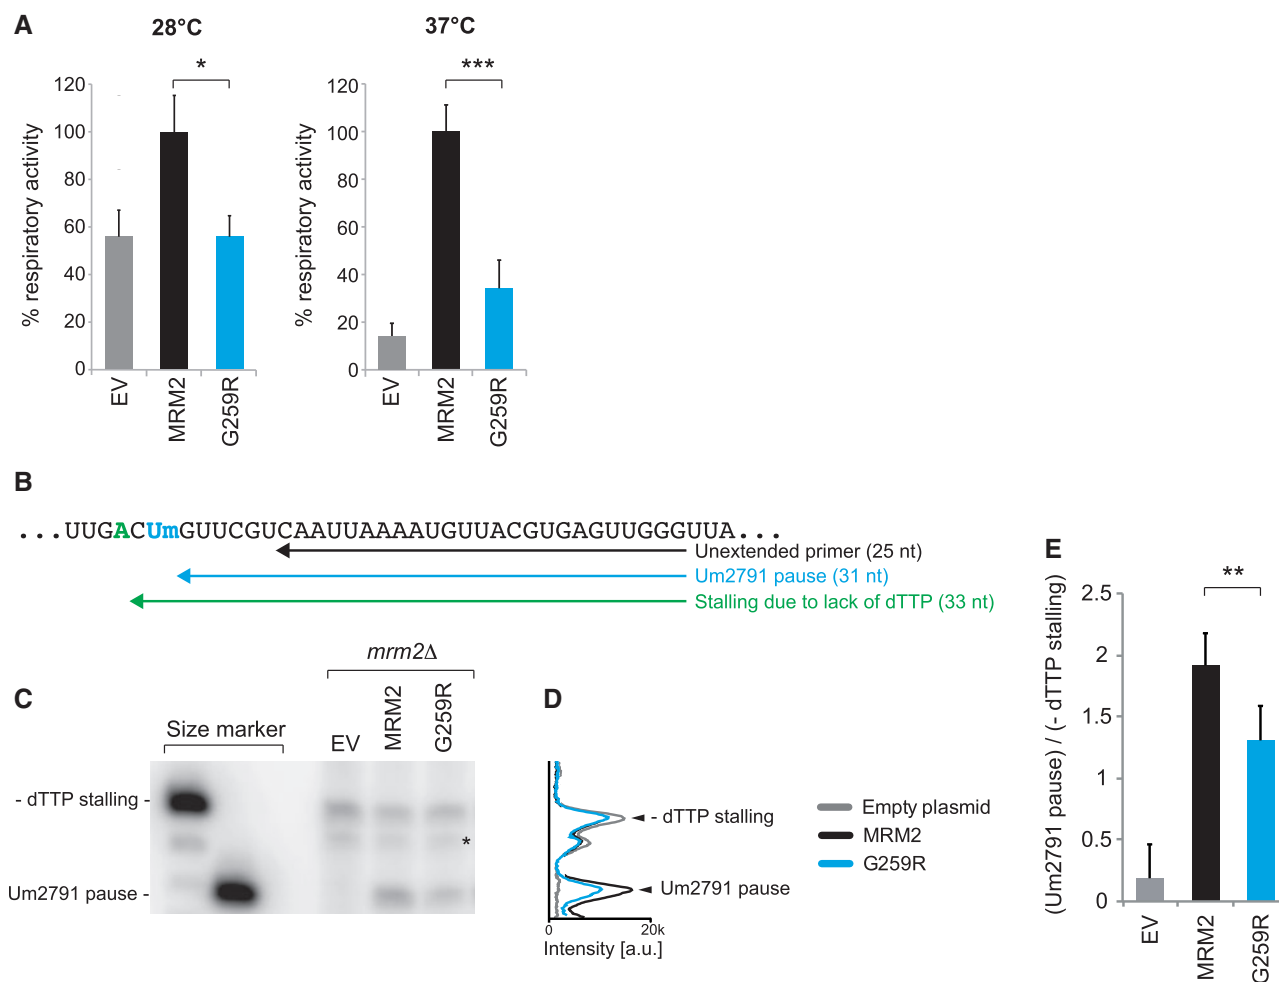 A
28°C
37°C
*
***
% respiratory activity
120
100
80
60
40
20
0
EV
MRM2
G259R
% respiratory activity
120
100
80
60
40
20
0
EV
MRM2
G259R
B
...UUGACUmGUUCGUCAAUUAAAAUGUUACGUGAGUUGGGUUA...
Unextended primer (25 nt)
Um2791 pause (31 nt)
Stalling due to lack of dTTP (33 nt)
C
mrm2Δ
Size marker
EV
MRM2
G259R
- dTTP stalling -
*
Um2791 pause -
D
- dTTP stalling
Um2791 pause
0
20k
Intensity [a.u.]
Empty plasmid
MRM2
G259R
E
**
(Um2791 pause) / (- dTTP stalling)
2.5
2
1.5
1
0.5
0
EV
MRM2
G259R